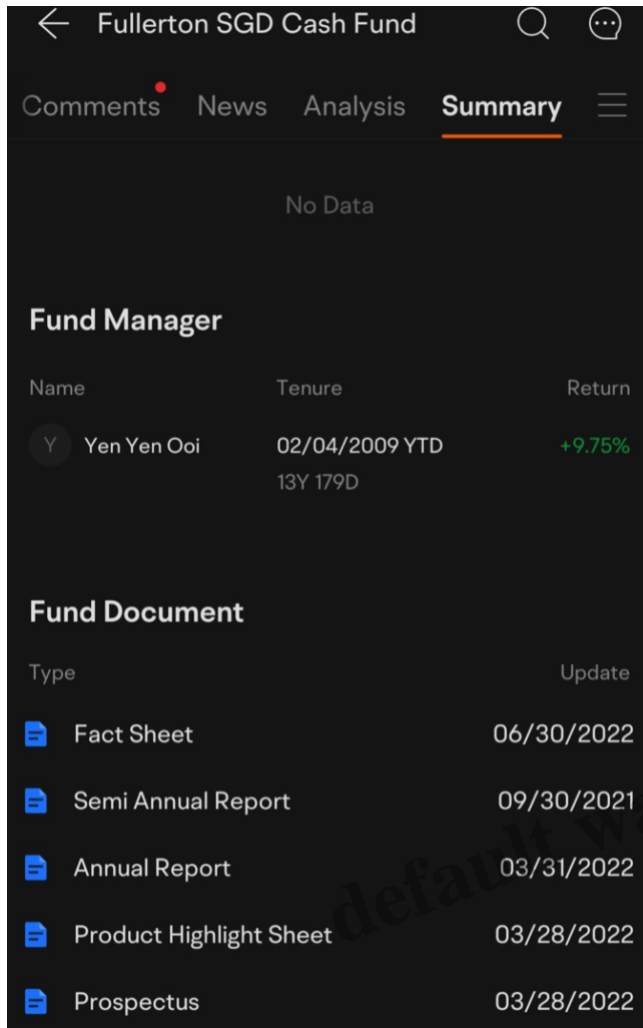 Fullerton SGD Cash Fund
Comments News Analysis Summary
No Data
Fund Manager
Name Tenure Return
Y Yen Yen Ooi 02/04/2009 YTD +9.75%
13Y 179D
Fund Document
Type Update
Fact Sheet 06/30/2022
Semi Annual Report 09/30/2021
Annual Report 03/31/2022
default
Product Highlight Sheet 03/28/2022
Prospectus 03/28/2022